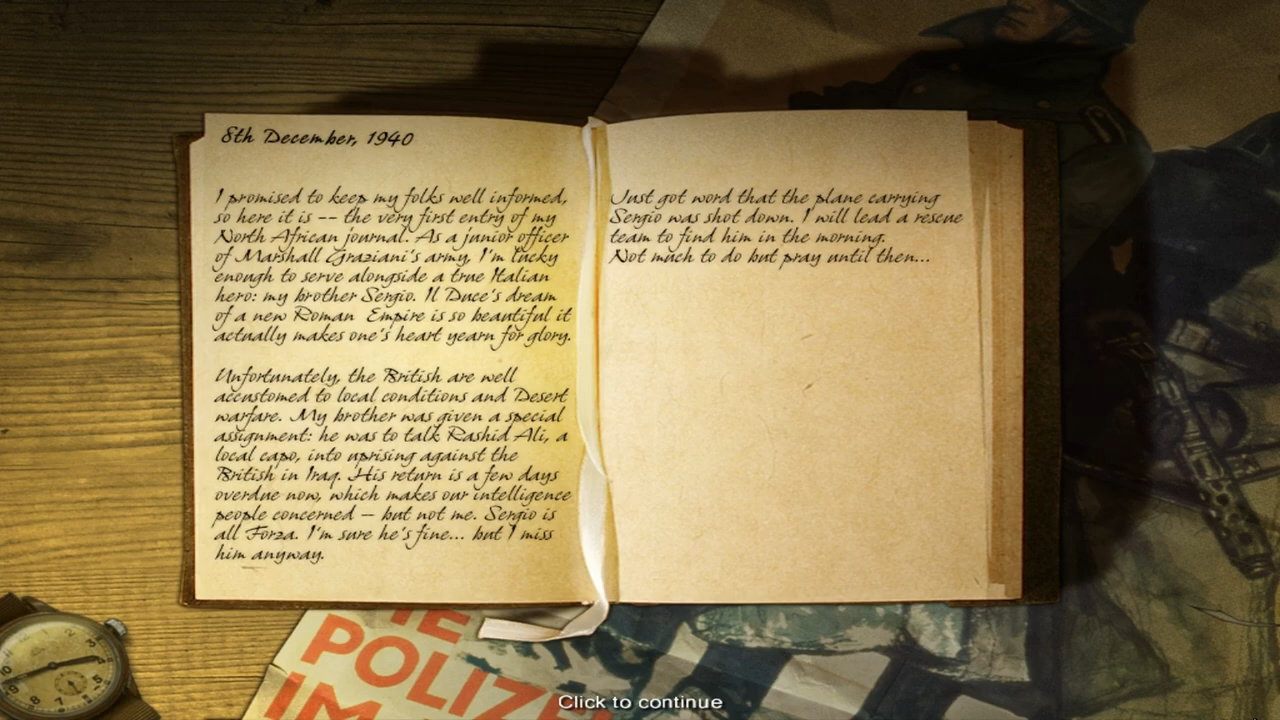 8th December, 1940
I promised to keep my folks well informed,
so here it is -- the very first entry of my
North African journal. As a junior officer
of Marshall Graziani's army, I'm lucky
enough to serve alongside a true Italian
hero: my brother Sergio. Il Duce's dream
of a new Roman Empire is so beautiful it
actually makes one's heart yearn for glory.
Unfortunately, the British are well
accustomed to local conditions and Desert
warfare. My brother was given a special
assignment: he was to talk Rashid Ali, a
local capo, into uprising against the
British in Iraq. His return is a few days
overdue now, which makes our intelligence
people concerned – but not me. Sergio is
all Forza. I'm sure he's fine... but I miss
him anyway.
Just got word that the plane carrying
Sergio was shot down. I will lead a rescue
team to find him in the morning.
Not much to do but pray until then...
POLIZE
IM
Click to continue